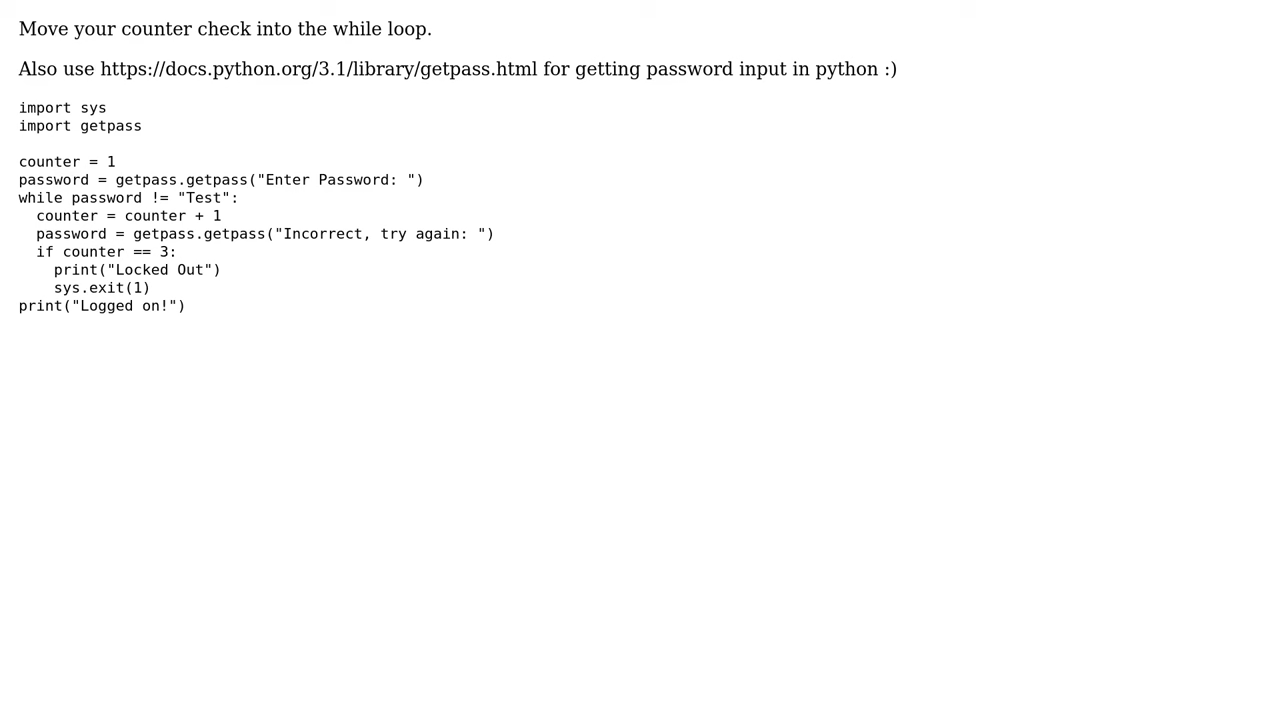 Move your counter check into the while loop.
Also use https://docs.python.org/3.1/library/getpass.html for getting password input in python :)
import sys
import getpass

counter = 1
password = getpass.getpass("Enter Password: ")
while password != "Test":
  counter = counter + 1
  password = getpass.getpass("Incorrect, try again: ")
  if counter == 3:
    print("Locked Out")
    sys.exit(1)
print("Logged on!")